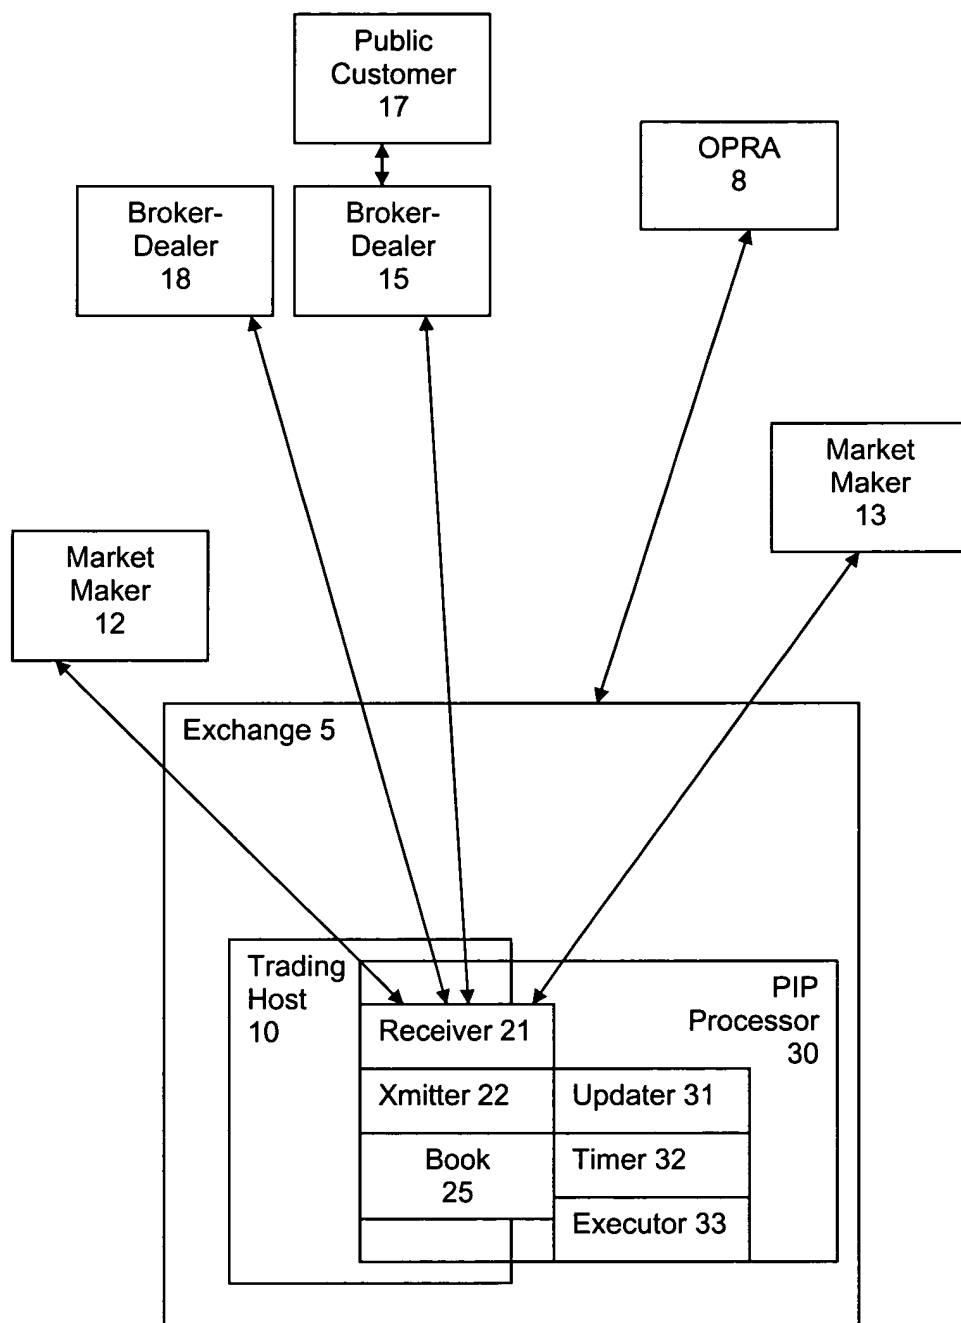 Public
Customer
17
OPRA
8
Broker-
Dealer
18
Broker-
Dealer
15
Market
Maker
13
Market
Maker
12
Exchange 5
Trading
Host
10
PIP
Processor
30
Receiver 21
Xmitter 22
Updater 31
Book
25
Timer 32
Executor 33